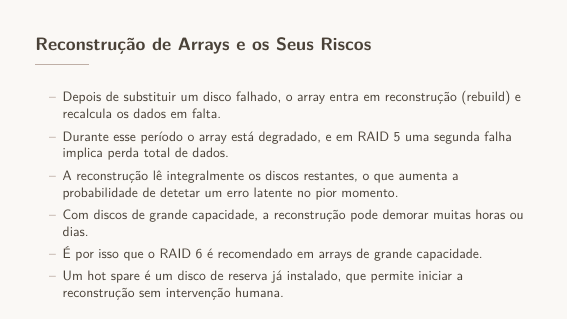 Reconstrução de Arrays e os Seus Riscos
– Depois de substituir um disco falhado, o array entra em reconstrução (rebuild) e
recalcula os dados em falta.
– Durante esse período o array está degradado, e em RAID 5 uma segunda falha
implica perda total de dados.
– A reconstrução lê integralmente os discos restantes, o que aumenta a
probabilidade de detetar um erro latente no pior momento.
– Com discos de grande capacidade, a reconstrução pode demorar muitas horas ou
dias.
– É por isso que o RAID 6 é recomendado em arrays de grande capacidade.
– Um hot spare é um disco de reserva já instalado, que permite iniciar a
reconstrução sem intervenção humana.